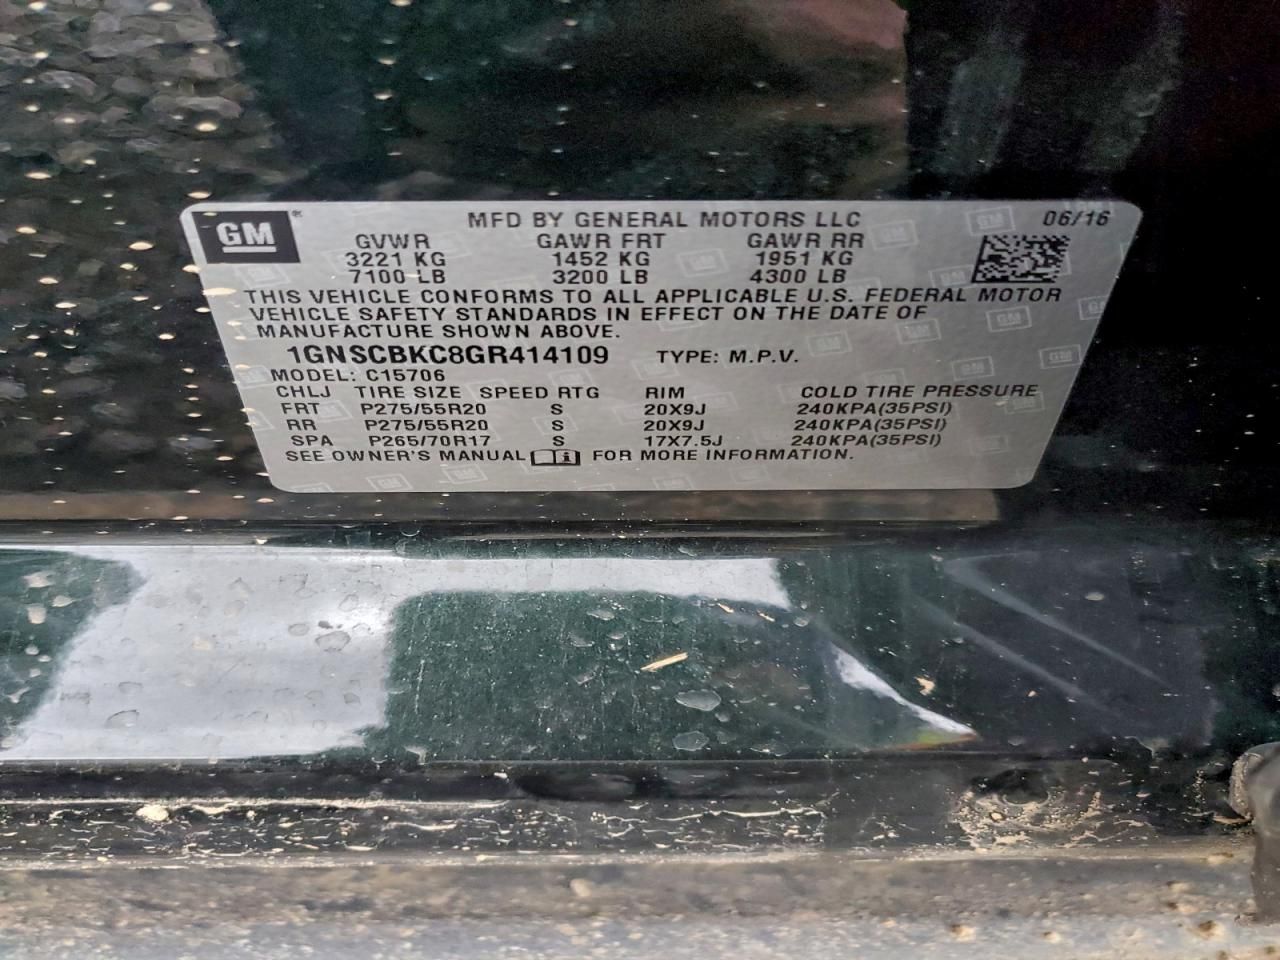 GM ® MFD BY GENERAL MOTORS LLC 06/16
GVWR GAWR FRT GAWR RR
3221 KG 1452 KG 1951 KG
7100 LB 3200 LB 4300 LB
THIS VEHICLE CONFORMS TO ALL APPLICABLE U.S. FEDERAL MOTOR
VEHICLE SAFETY STANDARDS IN EFFECT ON THE DATE OF
MANUFACTURE SHOWN ABOVE.
1GNSCBKC8GR414109 TYPE: M.P.V.
MODEL: C15706
CHLJ TIRE SIZE SPEED RTG RIM COLD TIRE PRESSURE
FRT P275/55R20 S 20X9J 240KPA(35PSI)
RR P275/55R20 S 20X9J 240KPA(35PSI)
SPA P265/70R17 S 17X7.5J 240KPA(35PSI)
SEE OWNER'S MANUAL i FOR MORE INFORMATION.